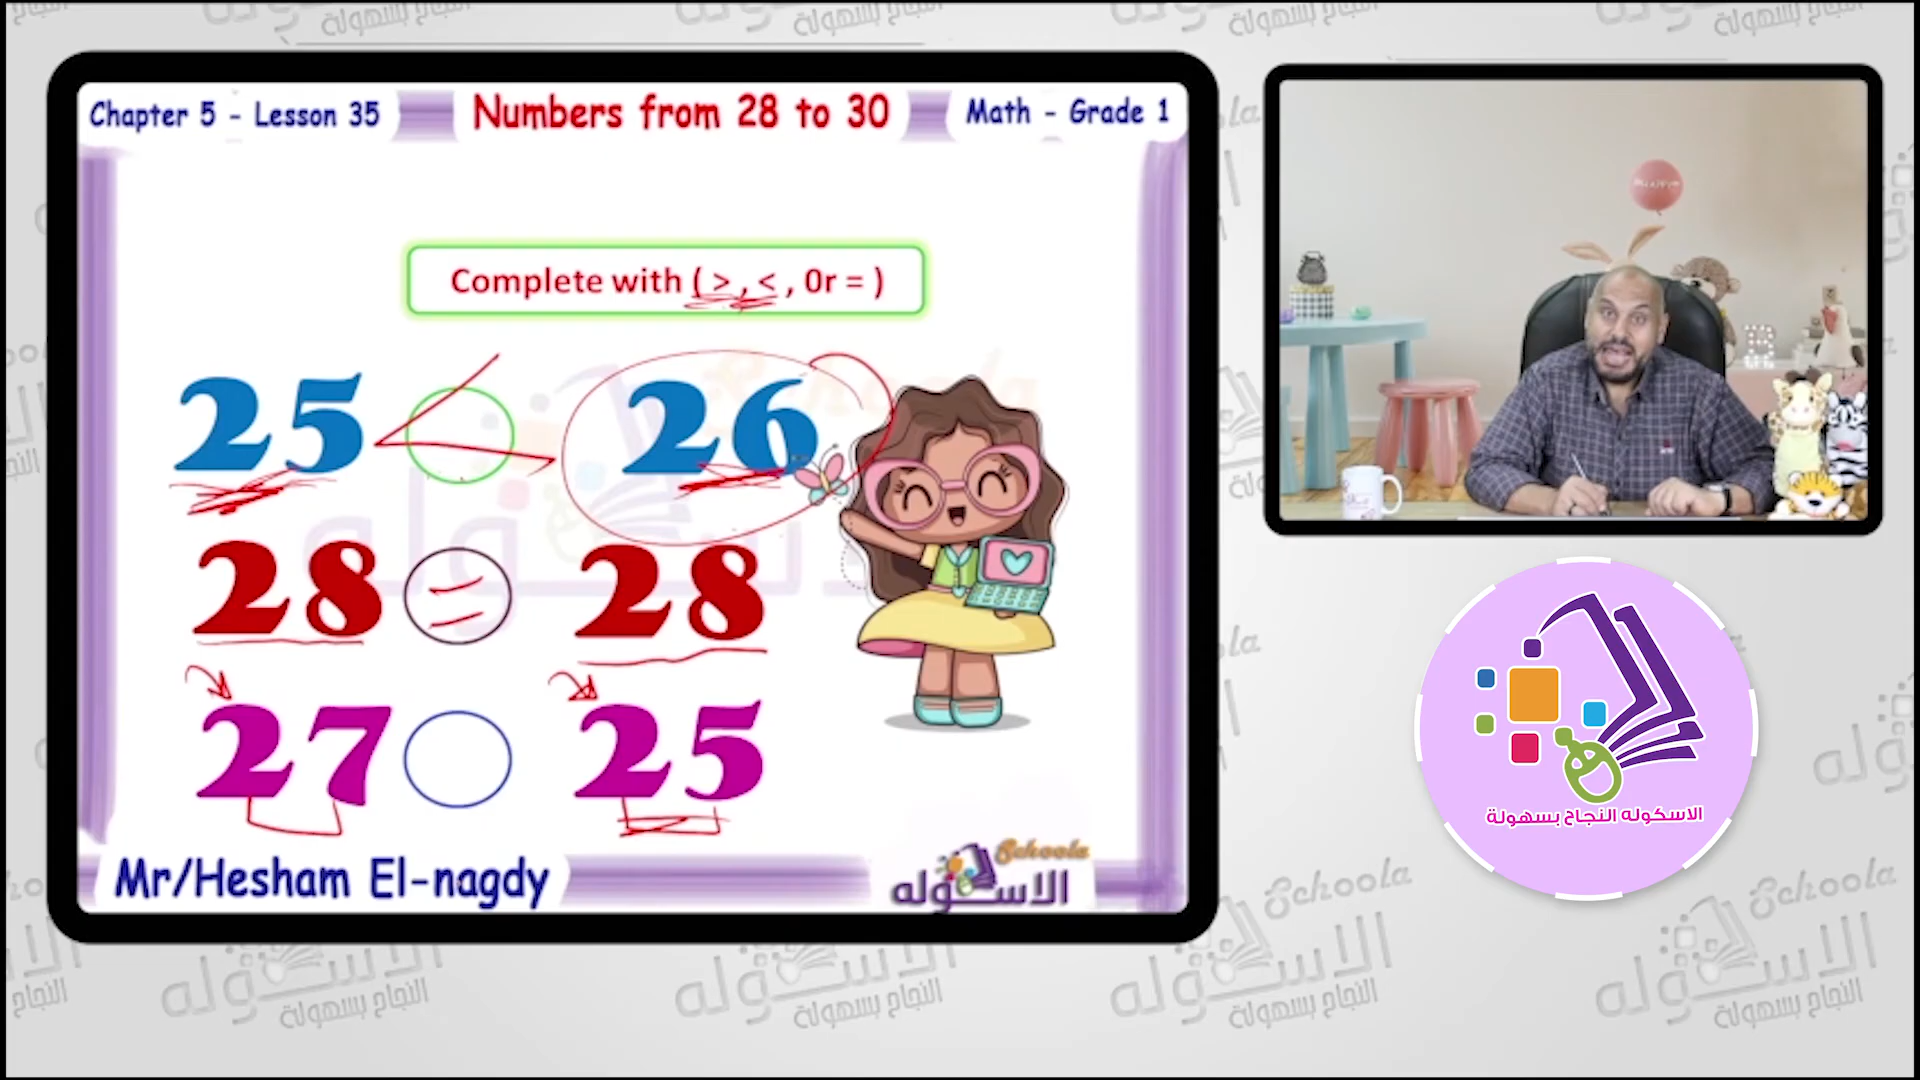 Chapter 5 - Lesson 35
Numbers from 28 to 30
Math - Grade 1
Complete with ( > , < , 0r = )
25 < 26
28 = 28
27 25
Mr/Hesham El-nagdy
Schoola
الاسكوله
الاسكوله النجاح بسهولة